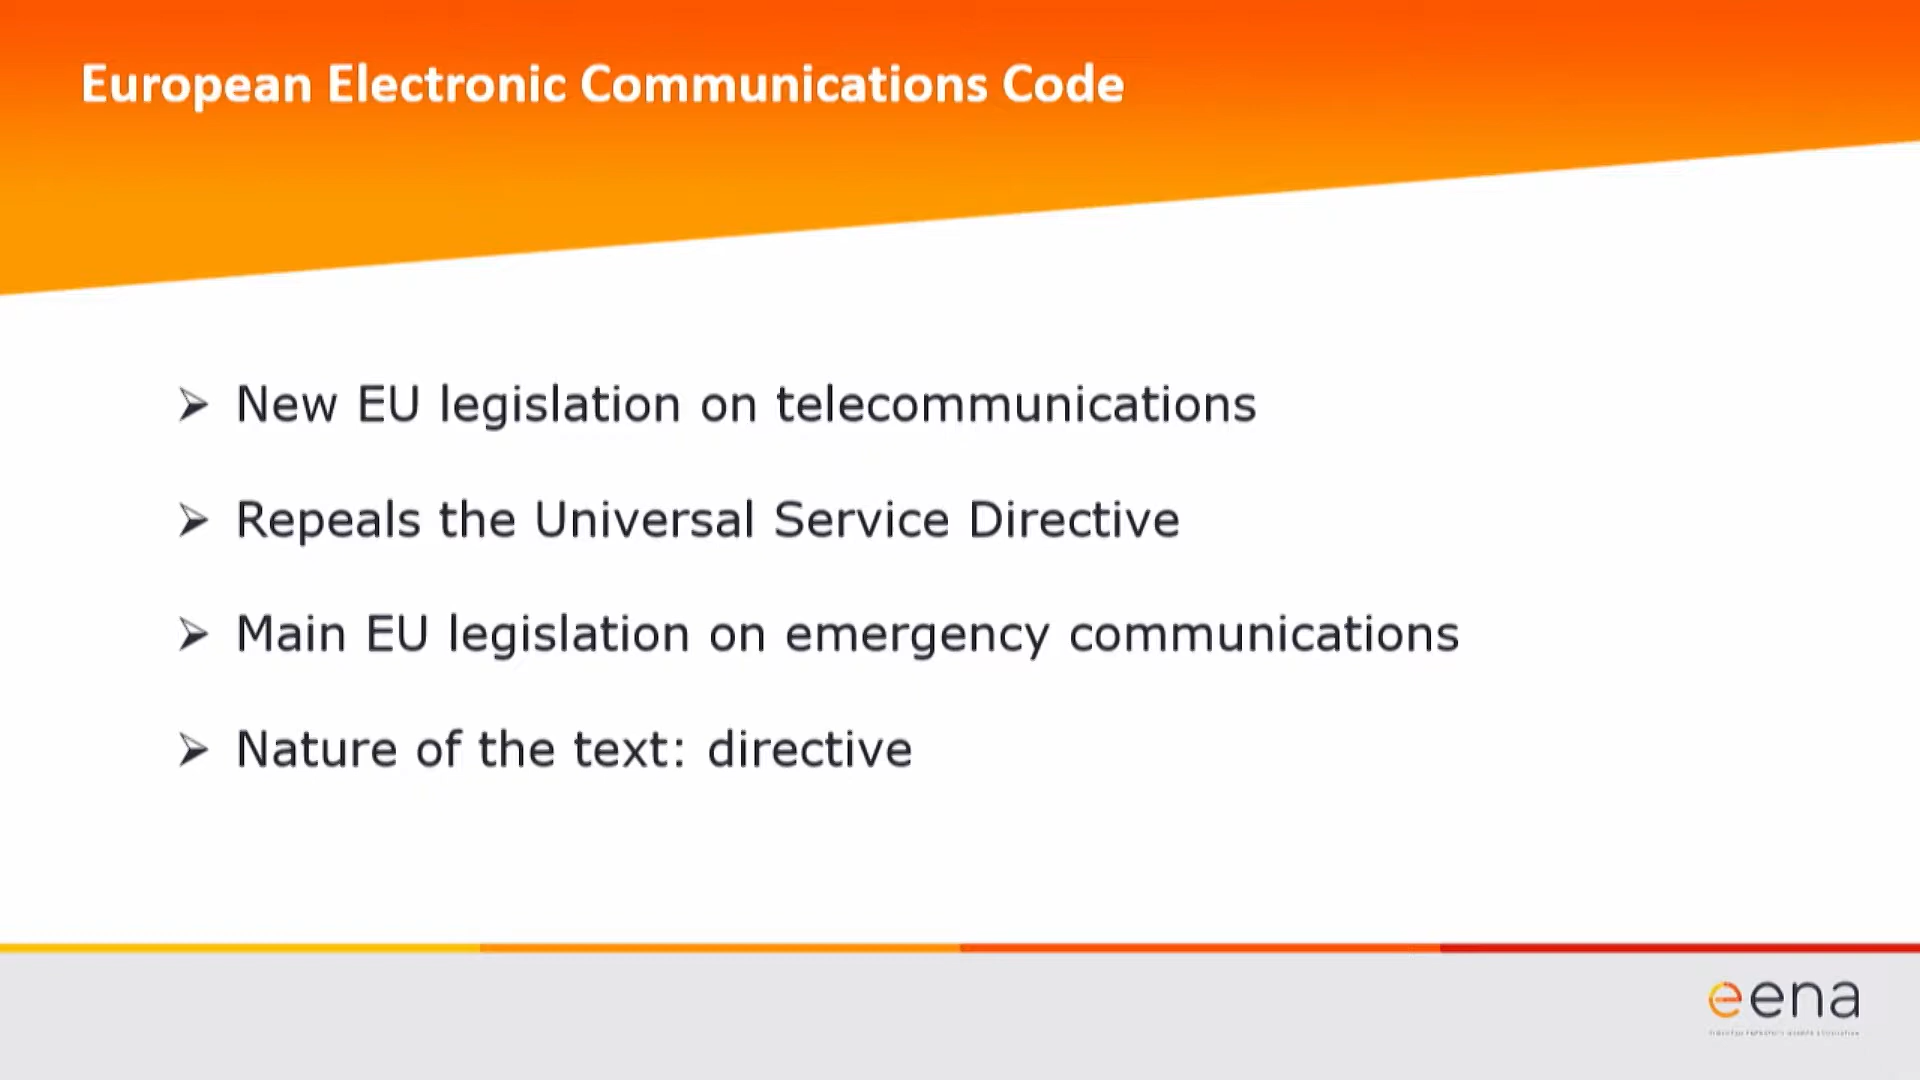 European Electronic Communications Code
➢ New EU legislation on telecommunications
➢ Repeals the Universal Service Directive
➢ Main EU legislation on emergency communications
➢ Nature of the text: directive
eena